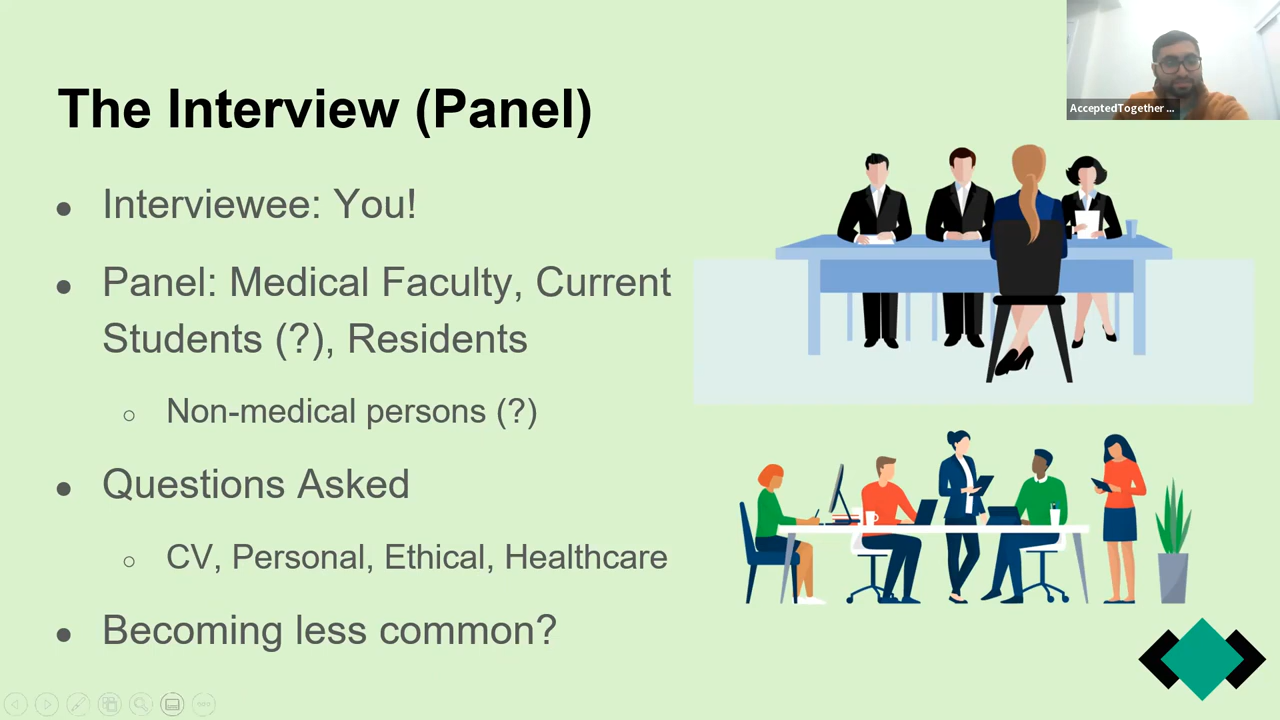 The Interview (Panel)
● Interviewee: You!
● Panel: Medical Faculty, Current
Students (?), Residents
○ Non-medical persons (?)
● Questions Asked
○ CV, Personal, Ethical, Healthcare
● Becoming less common?
AcceptedTogether ...